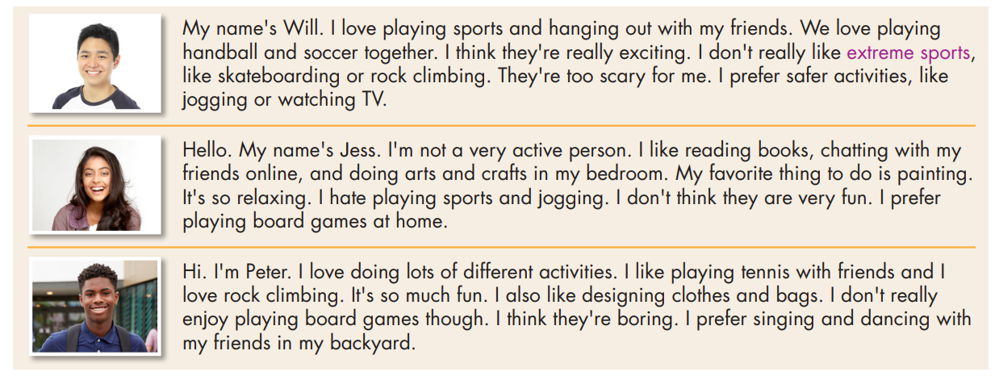 My name's Will. I love playing sports and hanging out with my friends. We love playing
handball and soccer together. I think they're really exciting. I don't really like extreme sports,
like skateboarding or rock climbing. They're too scary for me. I prefer safer activities, like
jogging or watching TV.
Hello. My name's Jess. I'm not a very active person. I like reading books, chatting with my
friends online, and doing arts and crafts in my bedroom. My favorite thing to do is painting.
It's so relaxing. I hate playing sports and jogging. I don't think they are very fun. I prefer
playing board games at home.
Hi. I'm Peter. I love doing lots of different activities. I like playing tennis with friends and I
love rock climbing. It's so much fun. I also like designing clothes and bags. I don't really
enjoy playing board games though. I think they're boring. I prefer singing and dancing with
my friends in my backyard.